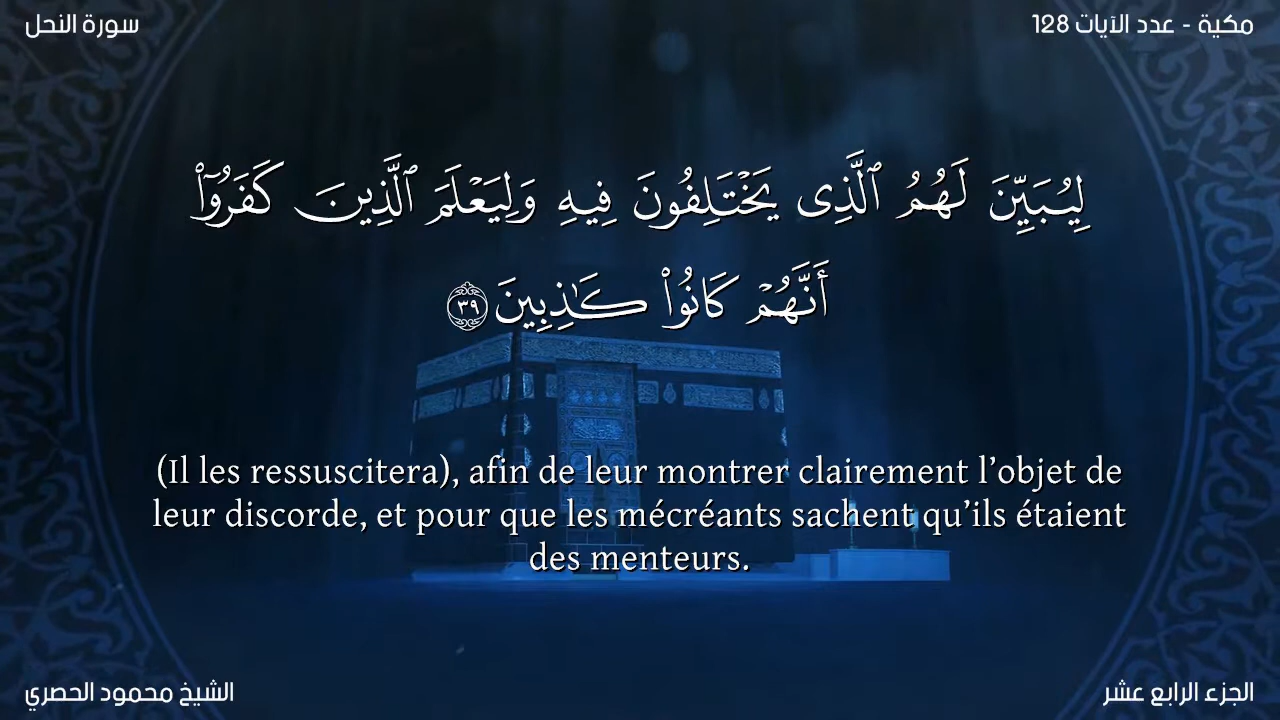 سورة النحل
مكية - عدد الآيات 128
لِيُبَيِّنَ لَهُمُ ٱلَّذِى يَخْتَلِفُونَ فِيهِ وَلِيَعْلَمَ ٱلَّذِينَ كَفَرُوٓا۟
أَنَّهُمْ كَانُوا۟ كَـٰذِبِينَ ٣٩
(Il les ressuscitera), afin de leur montrer clairement l’objet de
leur discorde, et pour que les mécréants sachent qu’ils étaient
des menteurs.
الشيخ محمود الحصري
الجزء الرابع عشر